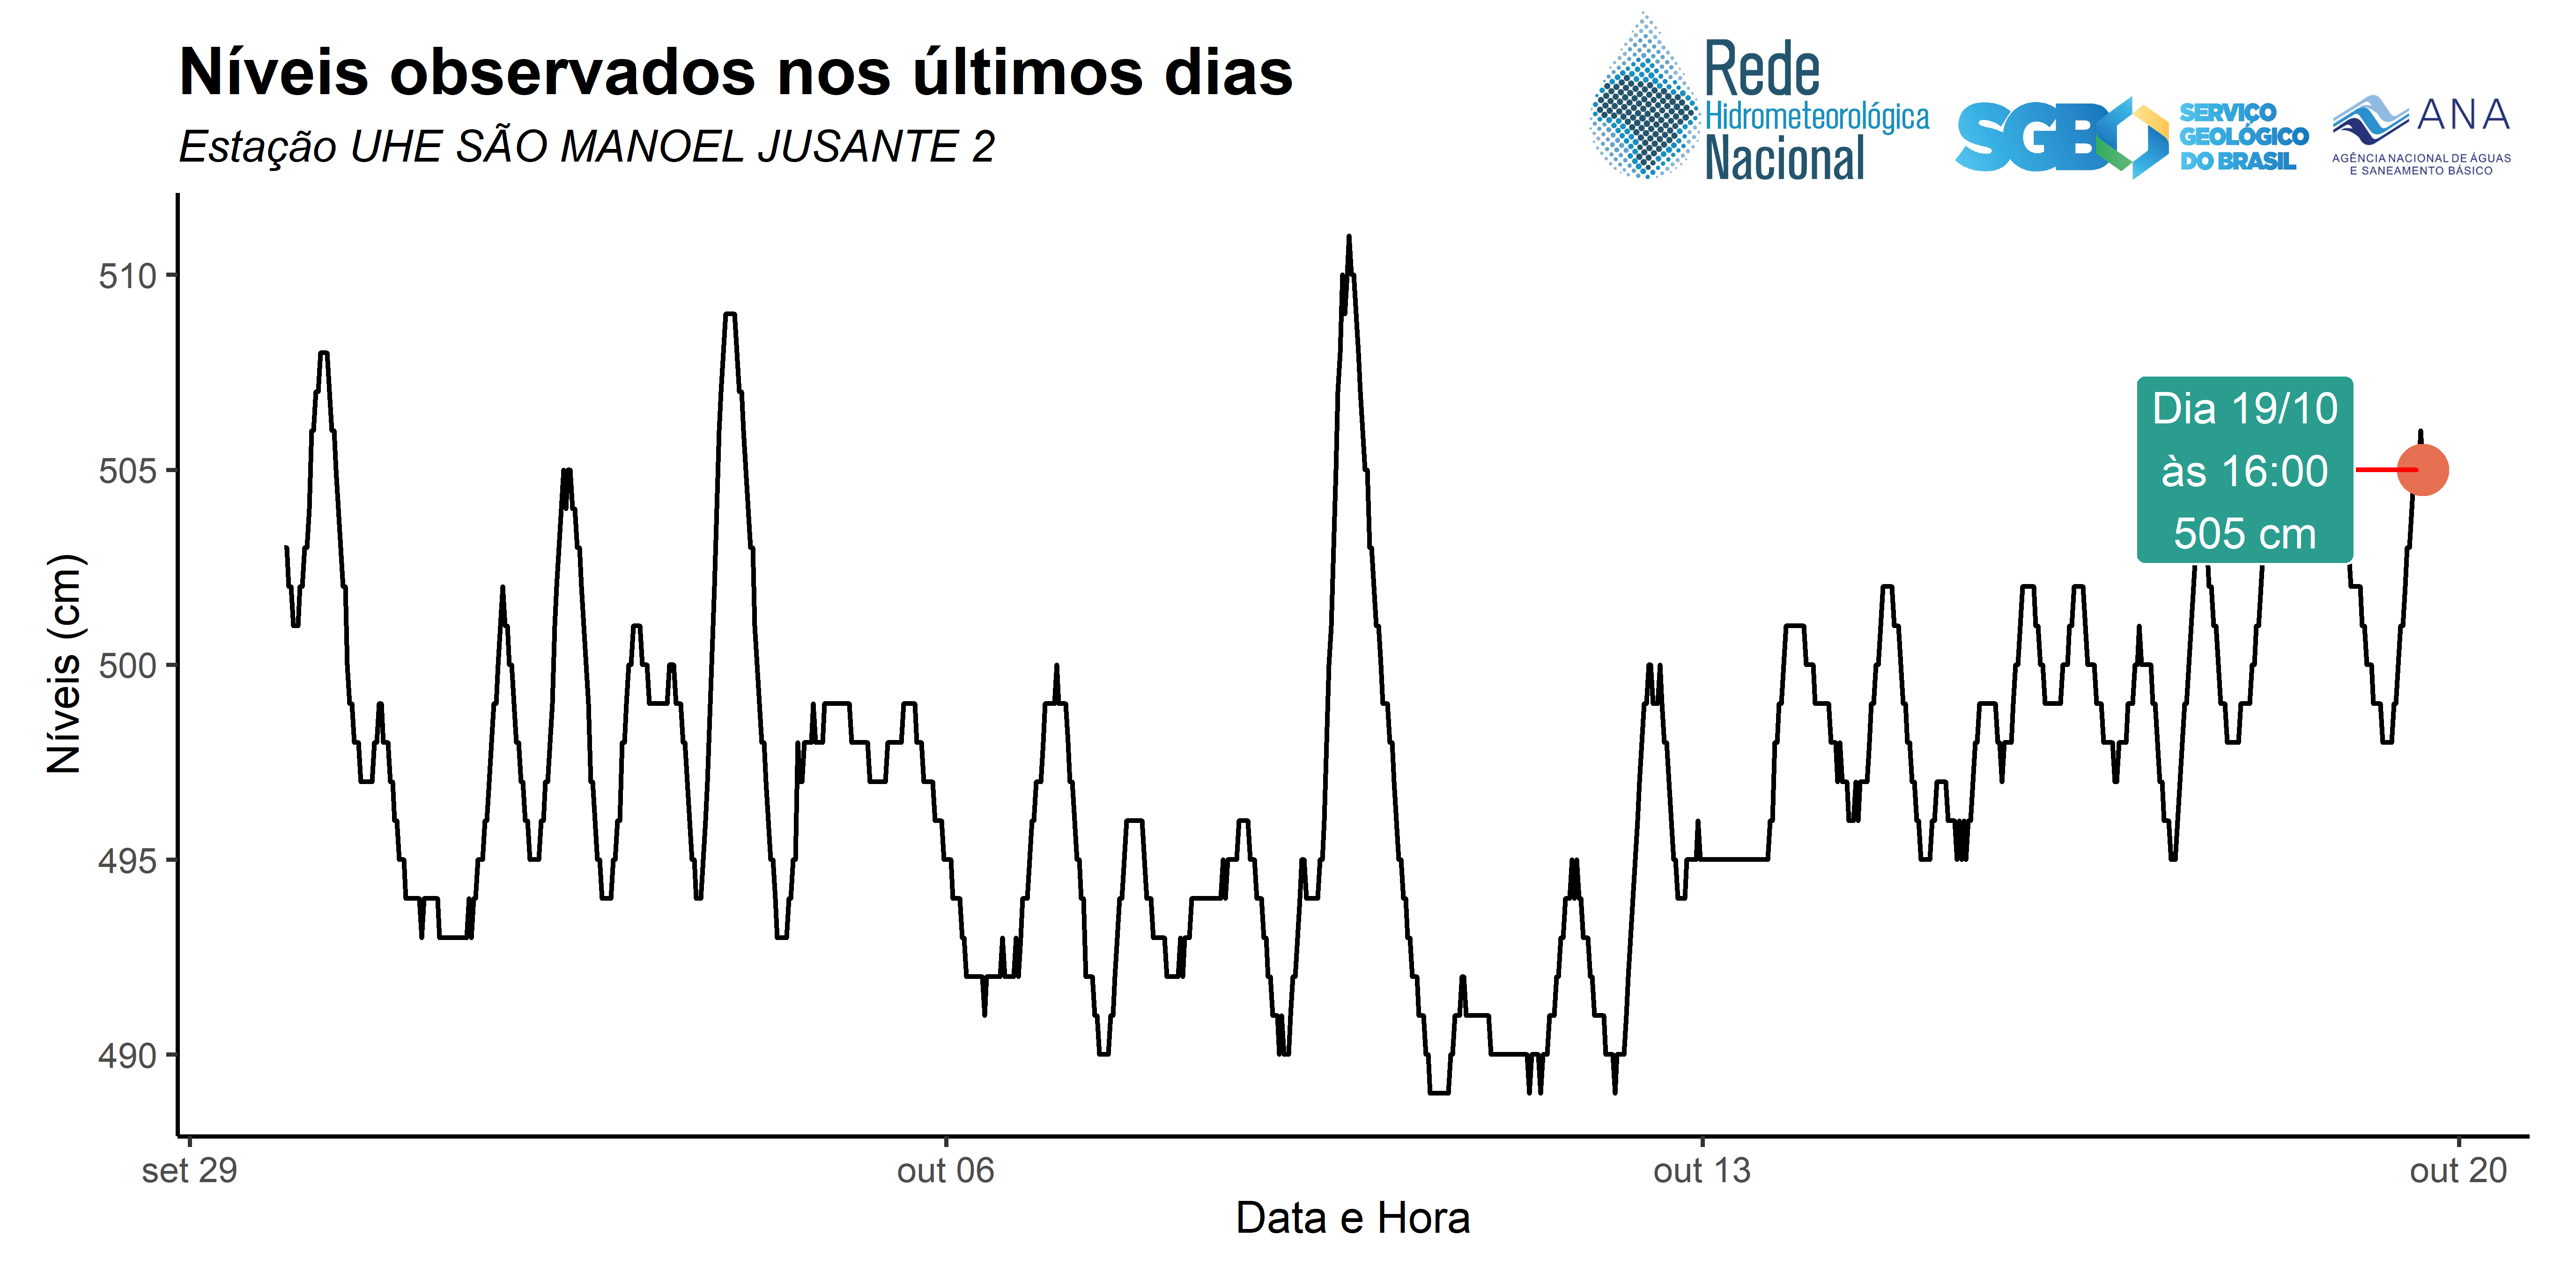 Níveis observados nos últimos dias
Estação UHE SÃO MANOEL JUSANTE 2
Rede
Hidrometeorológica
Nacional
SGB
SERVIÇO
GEOLÓGICO
DO BRASIL
ANA
AGÊNCIA NACIONAL DE ÁGUAS
E SANEAMENTO BÁSICO
510
505
500
495
490
Níveis (cm)
Dia 19/10
às 16:00
505 cm
set 29
out 06
out 13
out 20
Data e Hora